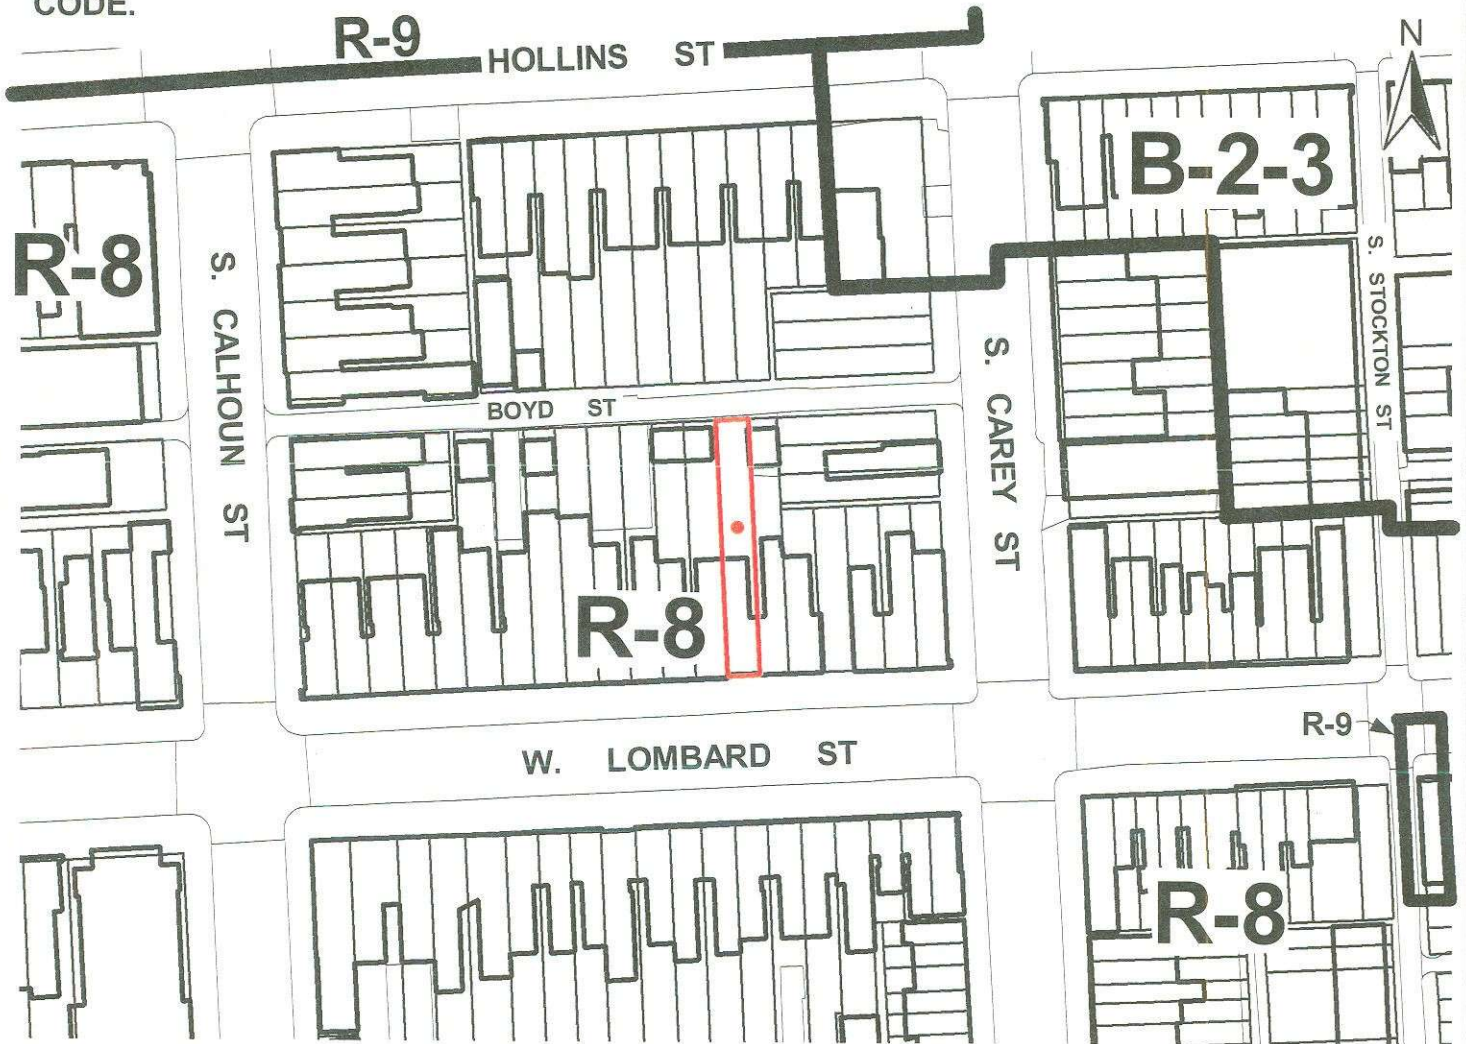 CODE.
R-9
HOLLINS ST
N
B-2-3
R-8
S. CALHOUN ST
S. STOCKTON ST
S. CAREY ST
BOYD ST
R-8
W. LOMBARD ST
R-9
R-8